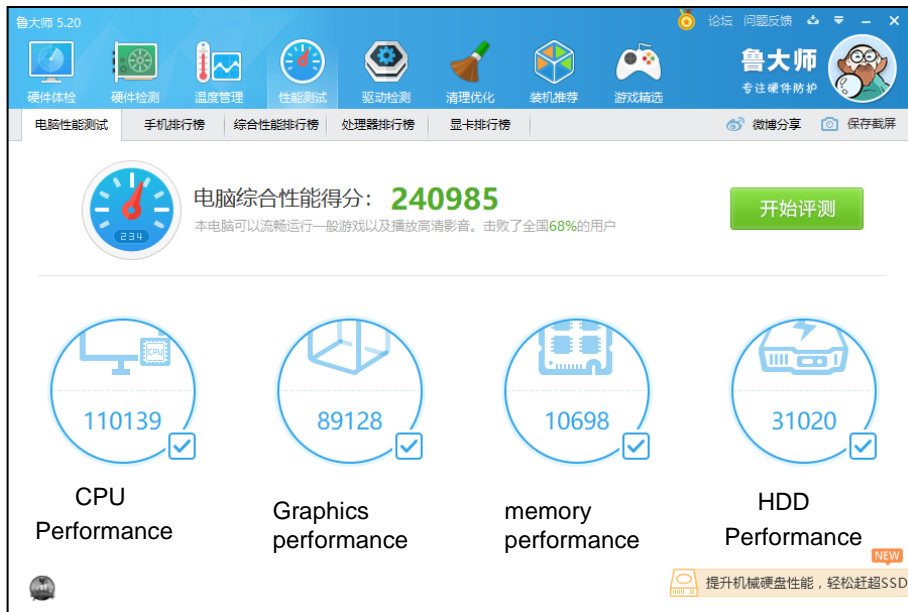 鲁大师 5.20
论坛 问题反馈
硬件体检 硬件检测 温度管理 性能测试 驱动检测 清理优化 装机推荐 游戏精选
鲁大师
专注硬件防护
电脑性能测试 手机排行榜 综合性能排行榜 处理器排行榜 显卡排行榜 微博分享 保存截屏
电脑综合性能得分: 240985
本电脑可以流畅运行一般游戏以及播放高清影音。击败了全国68%的用户
开始评测
234
CPU
110139 89128 10698 31020
CPU
Performance
Graphics
performance
memory
performance
HDD
Performance
NEW
提升机械硬盘性能,轻松赶超SSD